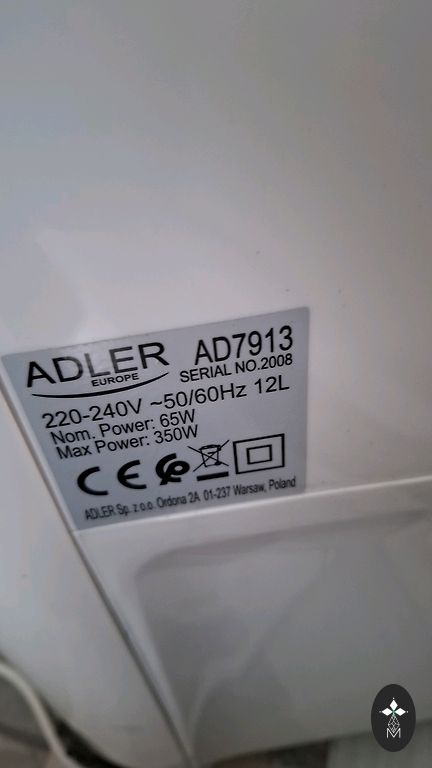 ADLER
EUROPE
AD7913
SERIAL NO.2008
220-240V ~50/60Hz 12L
Nom. Power: 65W
Max Power: 350W
CE
ADLER Sp. z o.o. Ordona 2A 01-237 Warsaw, Poland
M